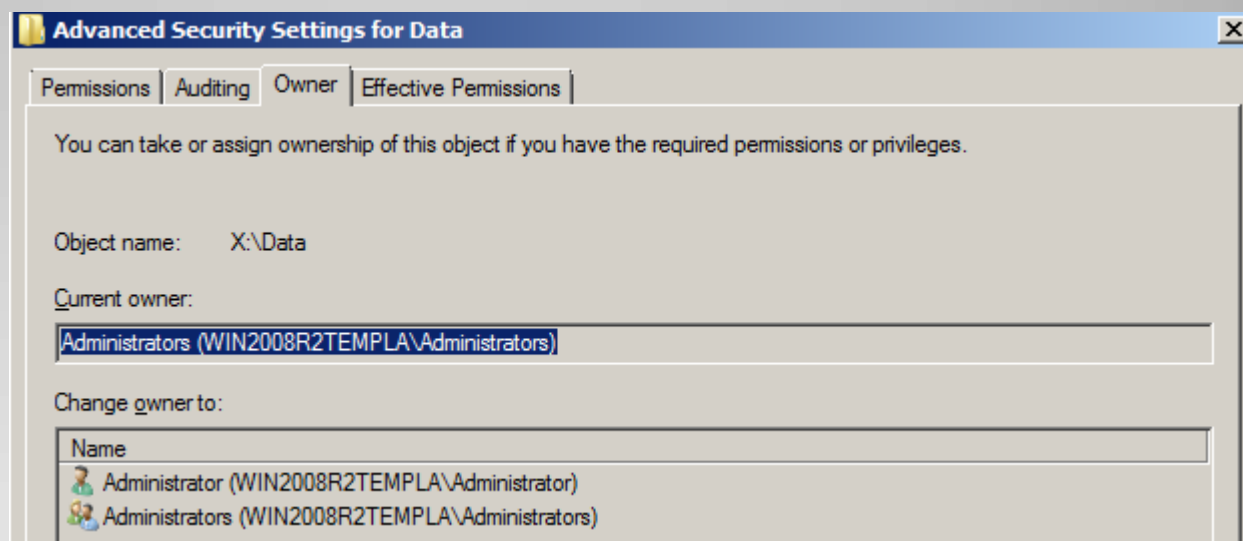 Advanced Security Settings for Data
Permissions Auditing Owner Effective Permissions
You can take or assign ownership of this object if you have the required permissions or privileges.
Object name: X:\Data
Current owner:
Administrators (WIN2008R2TEMPLA\Administrators)
Change owner to:
Name
Administrator (WIN2008R2TEMPLA\Administrator)
Administrators (WIN2008R2TEMPLA\Administrators)